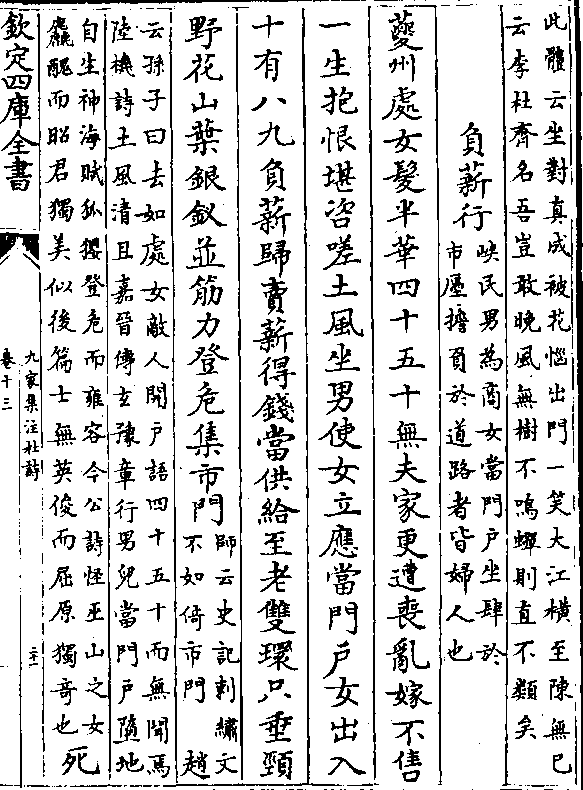 此體云坐對真成被花惱出門一笑大江橫至陳無已
云李杜齊名吾豈敢晚風無樹不鳴蟬則直不類矣
負薪行
峽民男為商女當門户坐肆於
市廛擔負於道路者皆婦人也
夔州處女髮半華四十五十無夫家更遭喪亂嫁不售
一生抱恨堪咨嗟土風坐男使女立應當門户女出入
十有八九負薪歸賣薪得錢當供給至老雙環只垂頸
野花山葉銀釵並筋力登危集市門
師云史記刺繡文
不如倚市門 趙
云孫子曰去如處女敵人開户語四十五十而無聞焉
陸機詩土風清且嘉晉傳玄豫章行男兒當門户墮地
自生神海賦狐玃登危而雍容今公詩怪巫山之女
麤醜而昭君獨美似後篇士無英俊而屈原獨奇也
死
欽定四庫全書
九家集注杜詩
卷十三